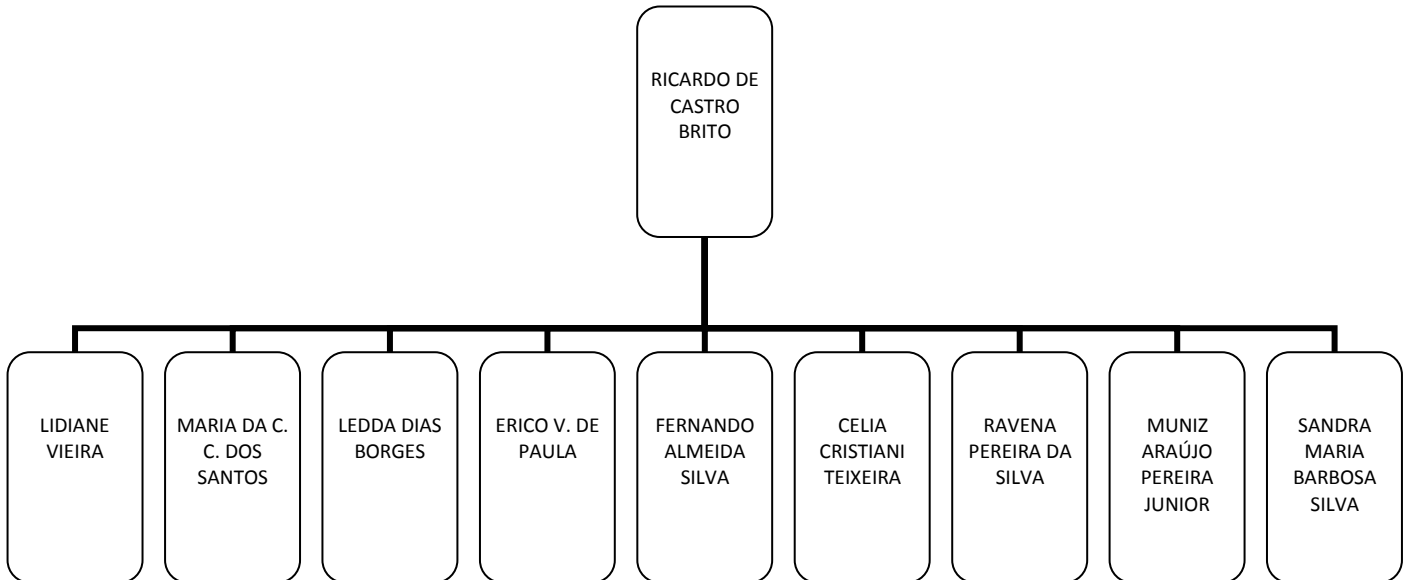 RICARDO DE
CASTRO
BRITO
LIDIANE
VIEIRA
MARIA DA C.
C. DOS
SANTOS
LEDDA DIAS
BORGES
ERICO V. DE
PAULA
FERNANDO
ALMEIDA
SILVA
CELIA
CRISTIANI
TEIXEIRA
RAVENA
PEREIRA DA
SILVA
MUNIZ
ARAÚJO
PEREIRA
JUNIOR
SANDRA
MARIA
BARBOSA
SILVA